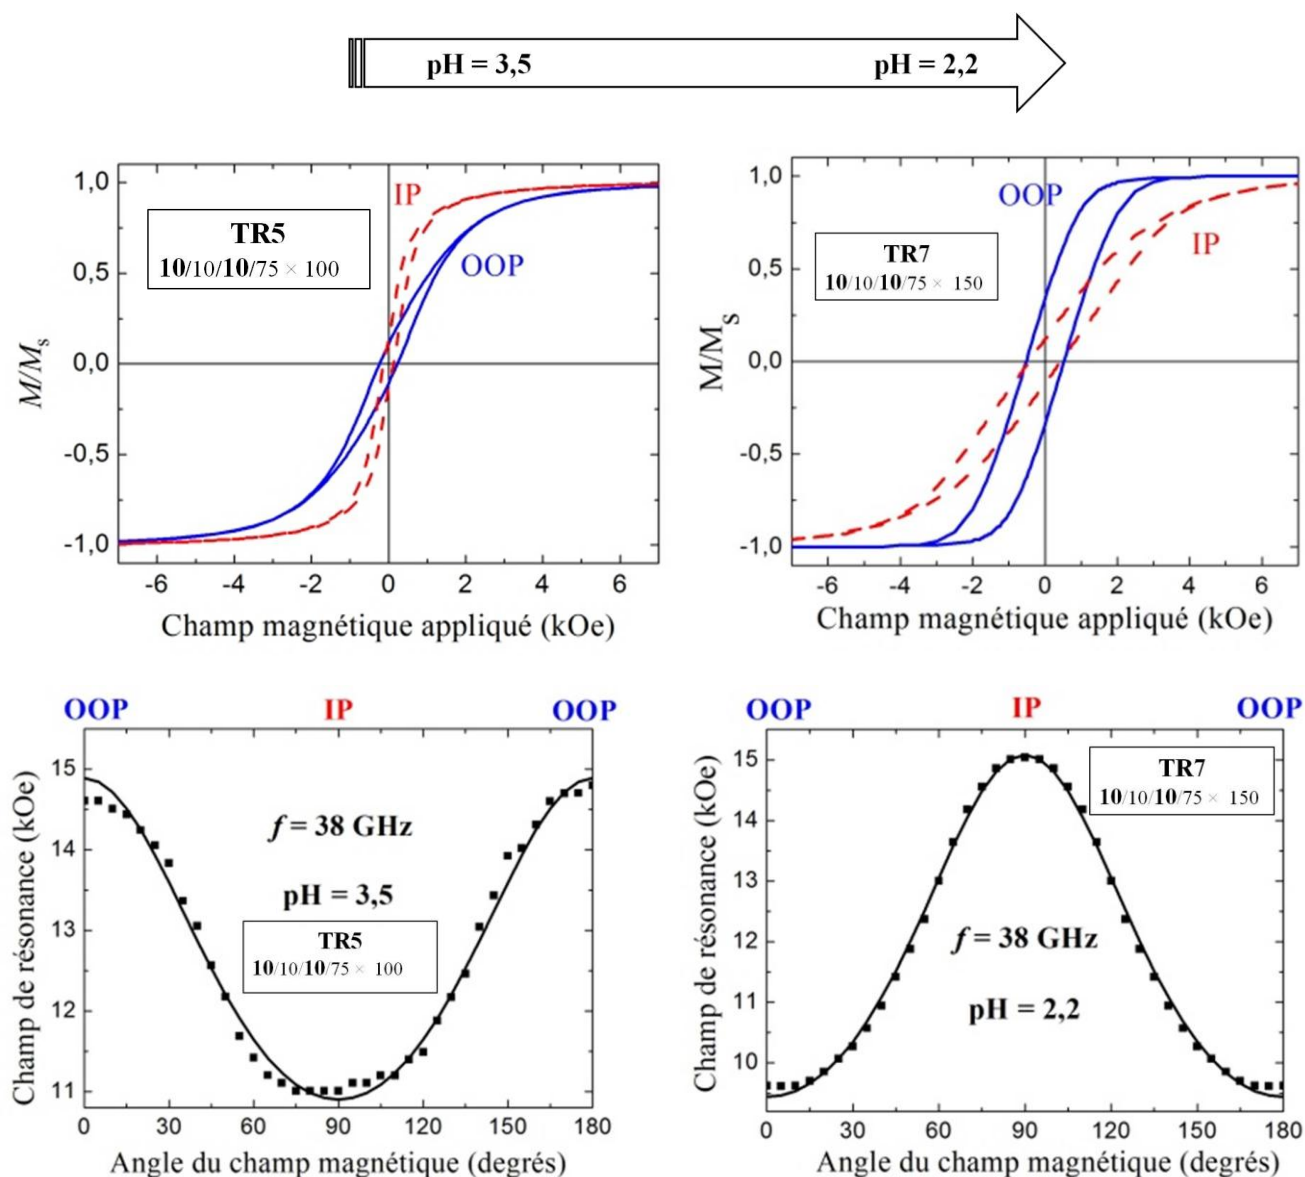 pH = 3,5 pH = 2,2
1,0
0,5
0,0
-0,5
-1,0
M/Ms
IP
OOP
TR5
10/10/10/75 × 100
-6 -4 -2 0 2 4 6
Champ magnétique appliqué (kOe)
1,0
0,5
0,0
-0,5
-1,0
M/MS
OOP
IP
TR7
10/10/10/75 × 150
-6 -4 -2 0 2 4 6
Champ magnétique appliqué (kOe)
OOP IP OOP
15
14
13
12
11
Champ de résonance (kOe)
f = 38 GHz
pH = 3,5
TR5
10/10/10/75 × 100
0 30 60 90 120 150 180
Angle du champ magnétique (degrés)
OOP IP OOP
15
14
13
12
11
10
Champ de résonance (kOe)
TR7
10/10/10/75 × 150
f = 38 GHz
pH = 2,2
0 30 60 90 120 150 180
Angle du champ magnétique (degrés)